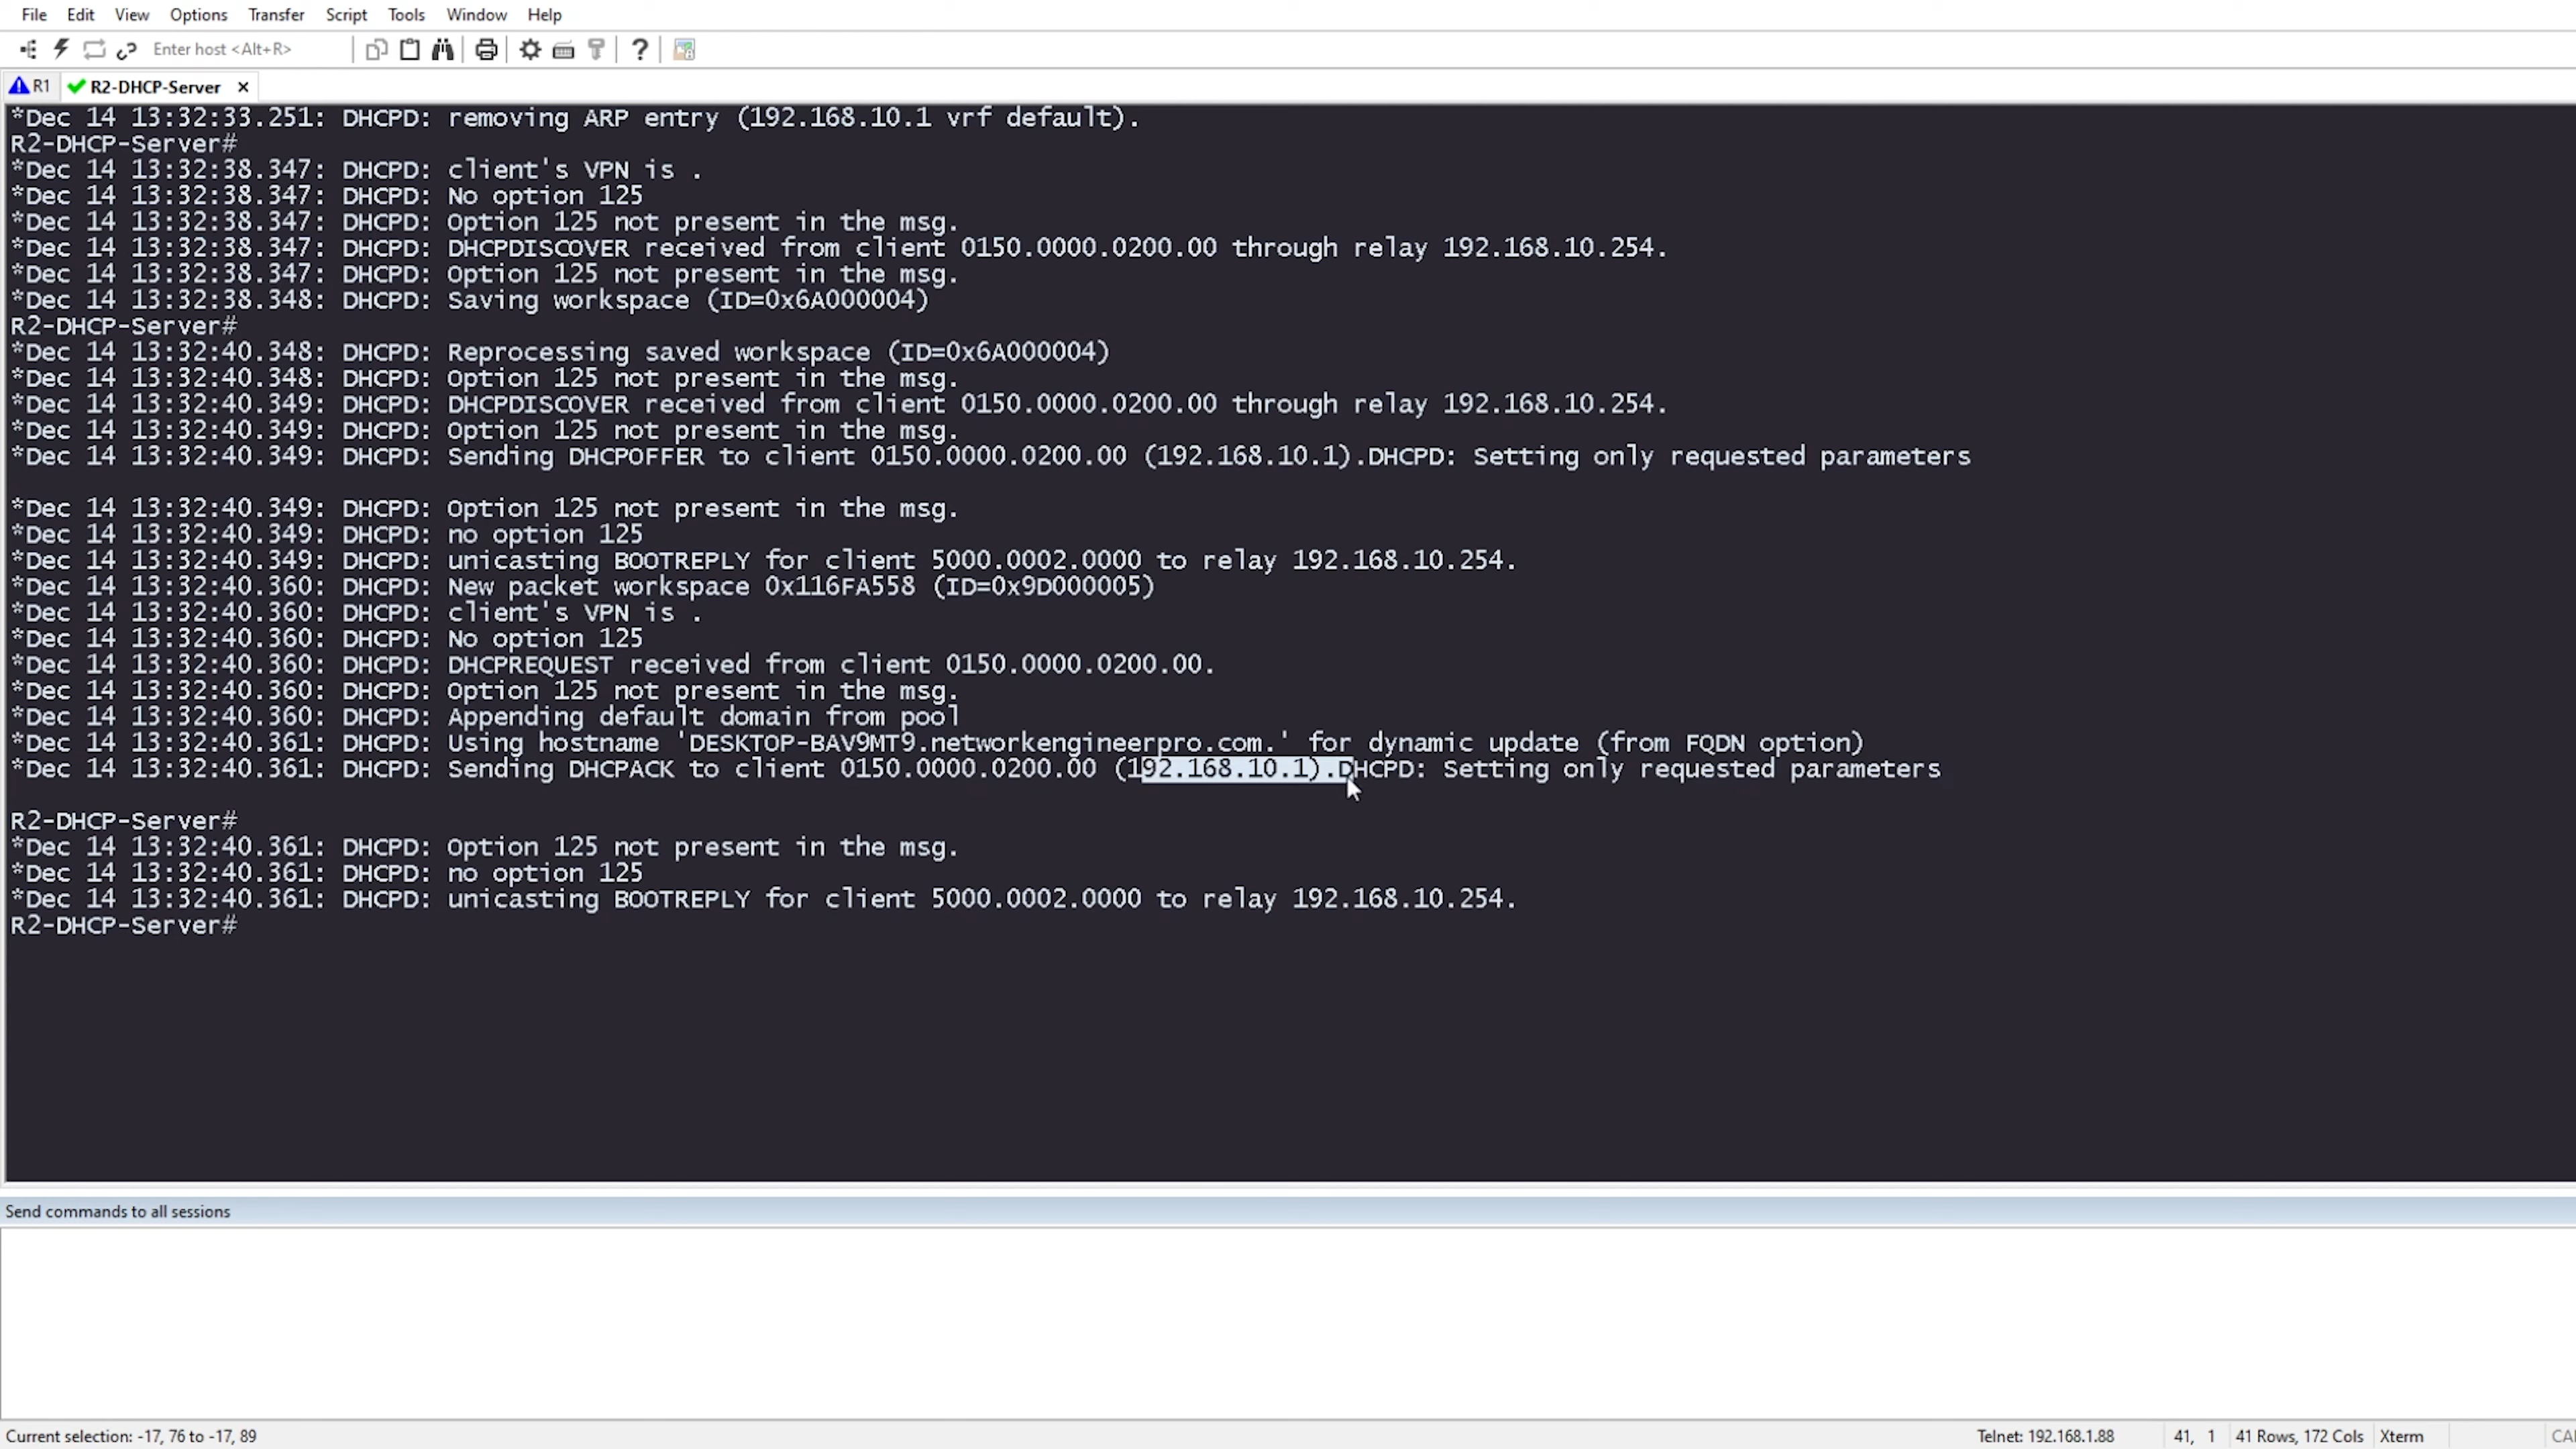 File Edit View Options Transfer Script Tools Window Help
Enter host <Alt+R>
R1 R2-DHCP-Server
*Dec 14 13:32:33.251: DHCPD: removing ARP entry (192.168.10.1 vrf default).
R2-DHCP-Server#
*Dec 14 13:32:38.347: DHCPD: client's VPN is .
*Dec 14 13:32:38.347: DHCPD: No option 125
*Dec 14 13:32:38.347: DHCPD: Option 125 not present in the msg.
*Dec 14 13:32:38.347: DHCPD: DHCPDISCOVER received from client 0150.0000.0200.00 through relay 192.168.10.254.
*Dec 14 13:32:38.347: DHCPD: Option 125 not present in the msg.
*Dec 14 13:32:38.348: DHCPD: Saving workspace (ID=0x6A000004)
R2-DHCP-Server#
*Dec 14 13:32:40.348: DHCPD: Reprocessing saved workspace (ID=0x6A000004)
*Dec 14 13:32:40.348: DHCPD: Option 125 not present in the msg.
*Dec 14 13:32:40.349: DHCPD: DHCPDISCOVER received from client 0150.0000.0200.00 through relay 192.168.10.254.
*Dec 14 13:32:40.349: DHCPD: Option 125 not present in the msg.
*Dec 14 13:32:40.349: DHCPD: Sending DHCPOFFER to client 0150.0000.0200.00 (192.168.10.1).DHCPD: Setting only requested parameters
*Dec 14 13:32:40.349: DHCPD: Option 125 not present in the msg.
*Dec 14 13:32:40.349: DHCPD: no option 125
*Dec 14 13:32:40.349: DHCPD: unicasting BOOTREPLY for client 5000.0002.0000 to relay 192.168.10.254.
*Dec 14 13:32:40.360: DHCPD: New packet workspace 0x116FA558 (ID=0x9D000005)
*Dec 14 13:32:40.360: DHCPD: client's VPN is .
*Dec 14 13:32:40.360: DHCPD: No option 125
*Dec 14 13:32:40.360: DHCPD: DHCPREQUEST received from client 0150.0000.0200.00.
*Dec 14 13:32:40.360: DHCPD: Option 125 not present in the msg.
*Dec 14 13:32:40.360: DHCPD: Appending default domain from pool
*Dec 14 13:32:40.361: DHCPD: Using hostname 'DESKTOP-BAV9MT9.networkengineerpro.com.' for dynamic update (from FQDN option)
*Dec 14 13:32:40.361: DHCPD: Sending DHCPACK to client 0150.0000.0200.00 (192.168.10.1).DHCPD: Setting only requested parameters
R2-DHCP-Server#
*Dec 14 13:32:40.361: DHCPD: Option 125 not present in the msg.
*Dec 14 13:32:40.361: DHCPD: no option 125
*Dec 14 13:32:40.361: DHCPD: unicasting BOOTREPLY for client 5000.0002.0000 to relay 192.168.10.254.
R2-DHCP-Server#
Send commands to all sessions
Current selection: -17, 76 to -17, 89 Telnet: 192.168.1.88 41, 1 41 Rows, 172 Cols Xterm